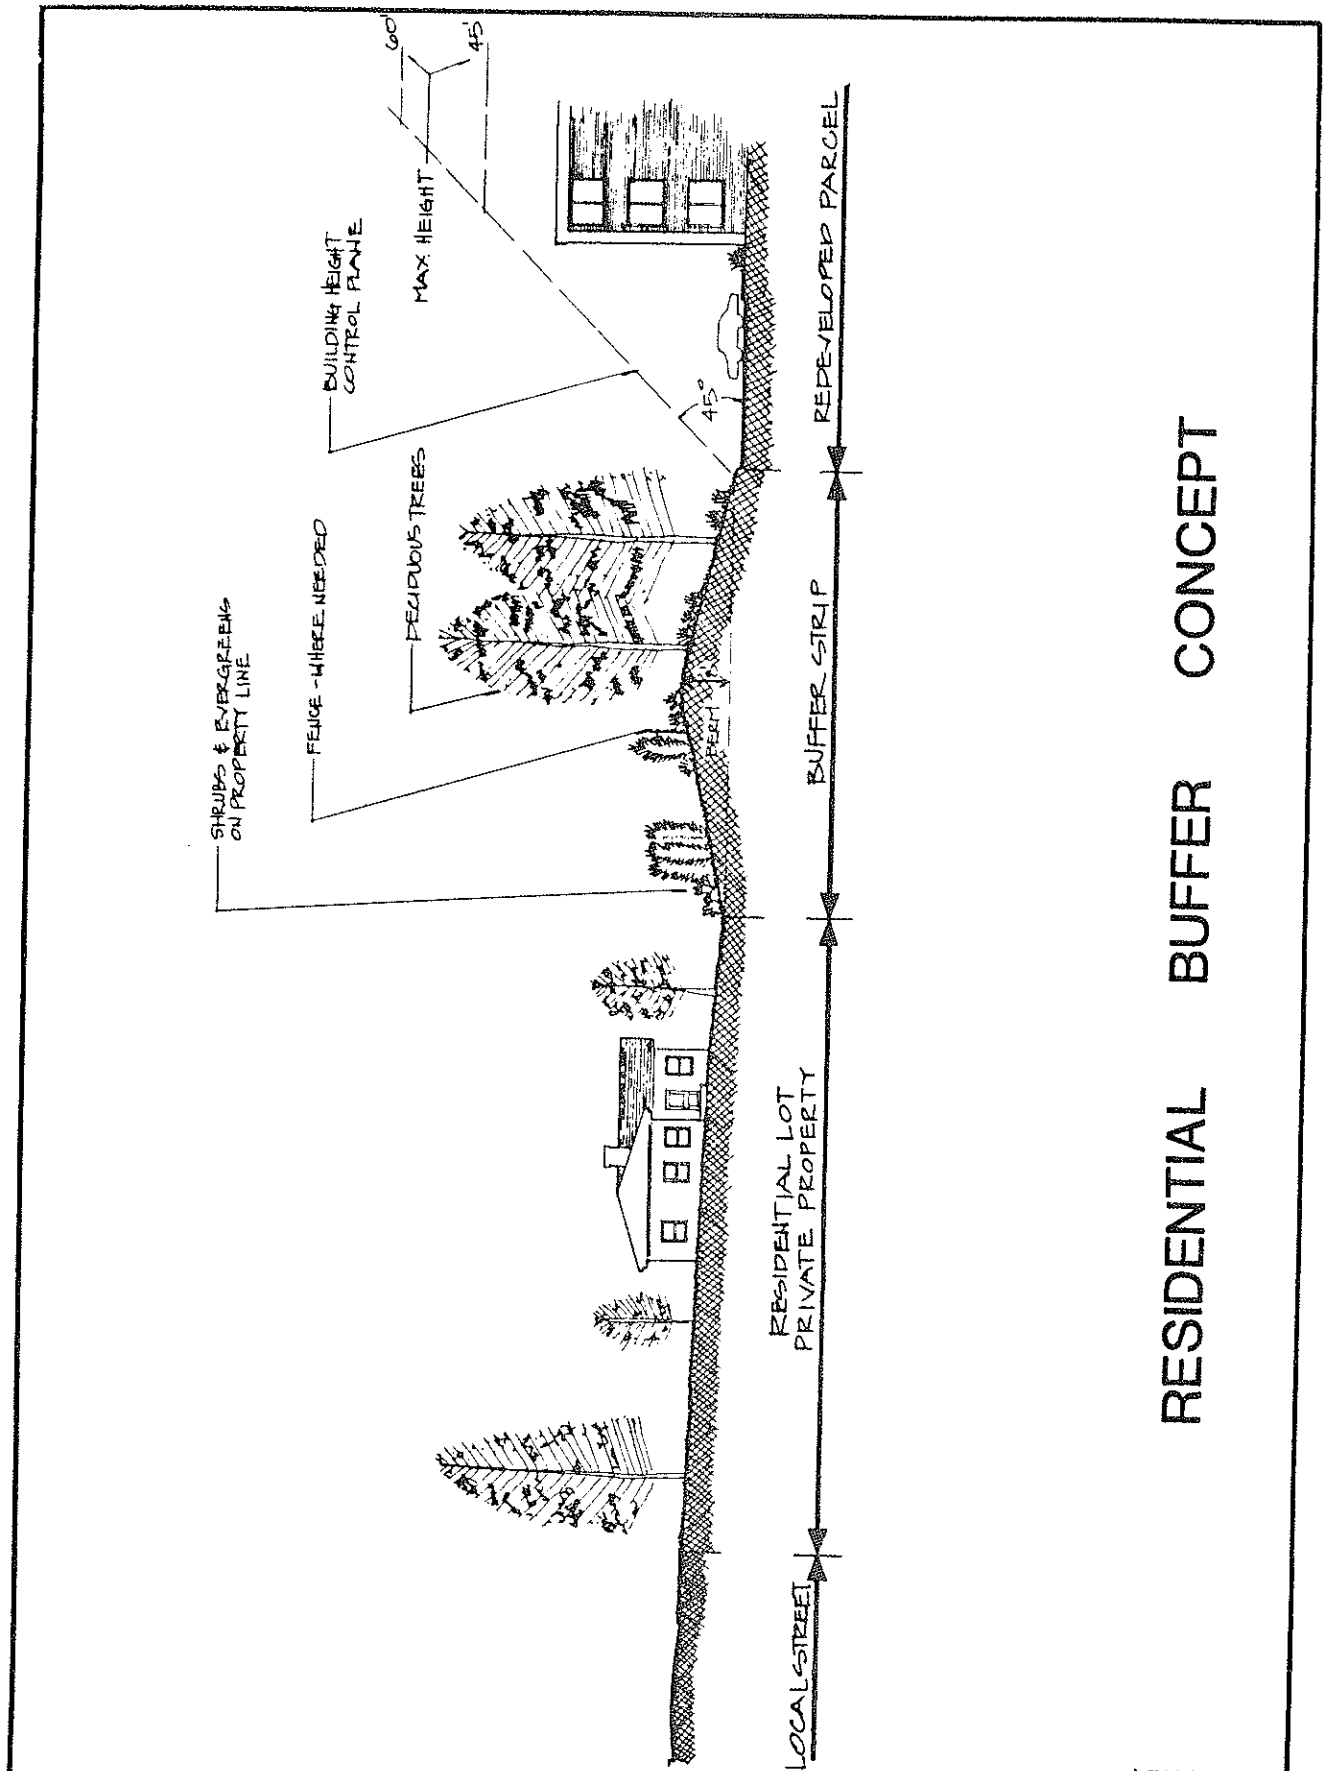 SHRUBS & EVERGREENS
ON PROPERTY LINE
FENCE - WHERE NEEDED
DECIDUOUS TREES
BUILDING HEIGHT
CONTROL PLANE
MAX HEIGHT
60'
45'
45°
BERM
LOCAL STREET
RESIDENTIAL LOT
PRIVATE PROPERTY
BUFFER STRIP
REDEVELOPED PARCEL
RESIDENTIAL BUFFER CONCEPT